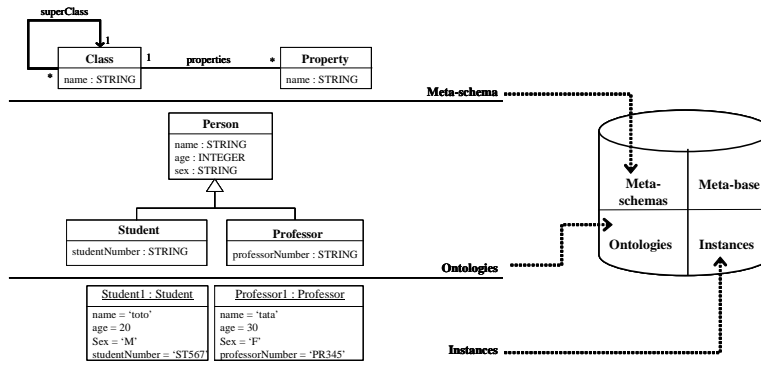 superClass
1
*
Class
name : STRING
1
properties
*
Property
name : STRING
Meta-schema
Person
name : STRING
age : INTEGER
sex : STRING
Student
studentNumber : STRING
Professor
professorNumber : STRING
Ontologies
Student1 : Student
name = ‘toto’
age = 20
Sex = ‘M’
studentNumber = ‘ST567’
Professor1 : Professor
name = ‘tata’
age = 30
Sex = ‘F’
professorNumber = ‘PR345’
Instances
Meta-
schemas
Meta-base
Ontologies
Instances